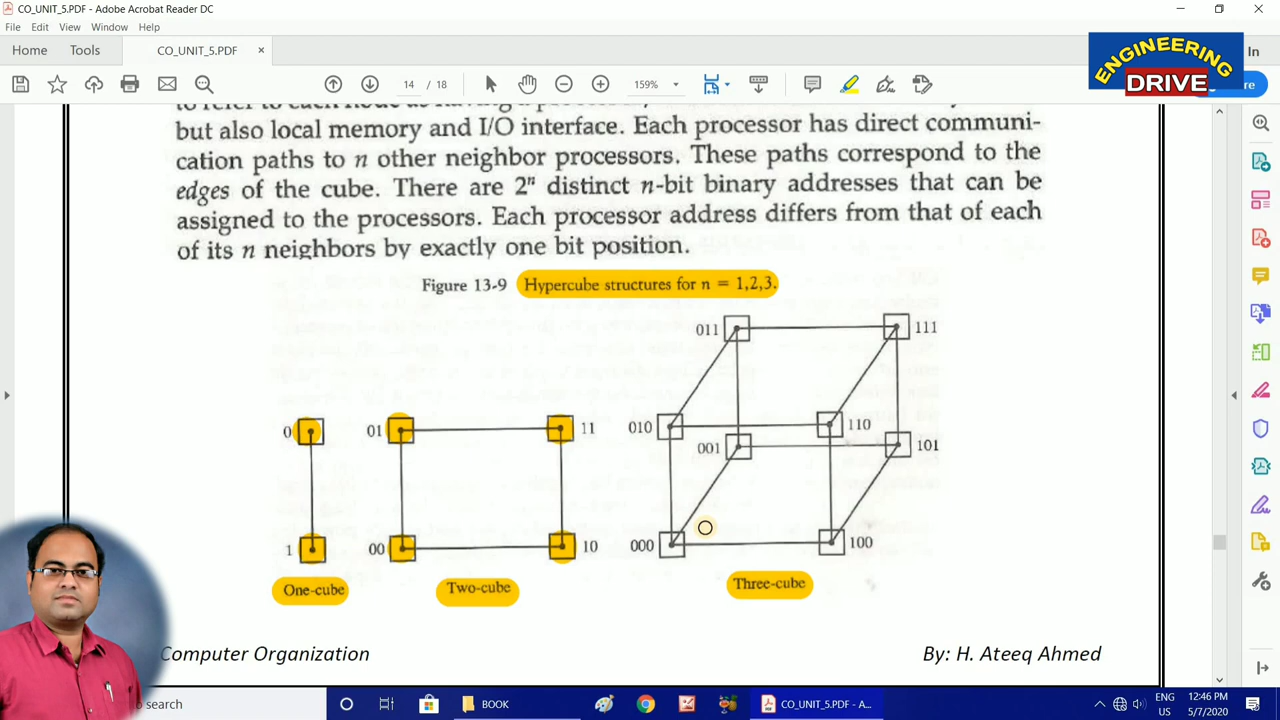 CO_UNIT_5.PDF - Adobe Acrobat Reader DC
File Edit View Window Help
Home Tools CO_UNIT_5.PDF × In
ENGINEERING
DRIVE
14 / 18 159%
but also local memory and I/O interface. Each processor has direct communi-
cation paths to n other neighbor processors. These paths correspond to the
edges of the cube. There are 2ⁿ distinct n-bit binary addresses that can be
assigned to the processors. Each processor address differs from that of each
of its n neighbors by exactly one bit position.
Figure 13-9 Hypercube structures for n = 1,2,3.
011 111
0 01 11 010 110
001 101
1 00 10 000 100
One-cube Two-cube Three-cube
Computer Organization By: H. Ateeq Ahmed
o search BOOK CO_UNIT_5.PDF - A... ENG 12:46 PM
US 5/7/2020